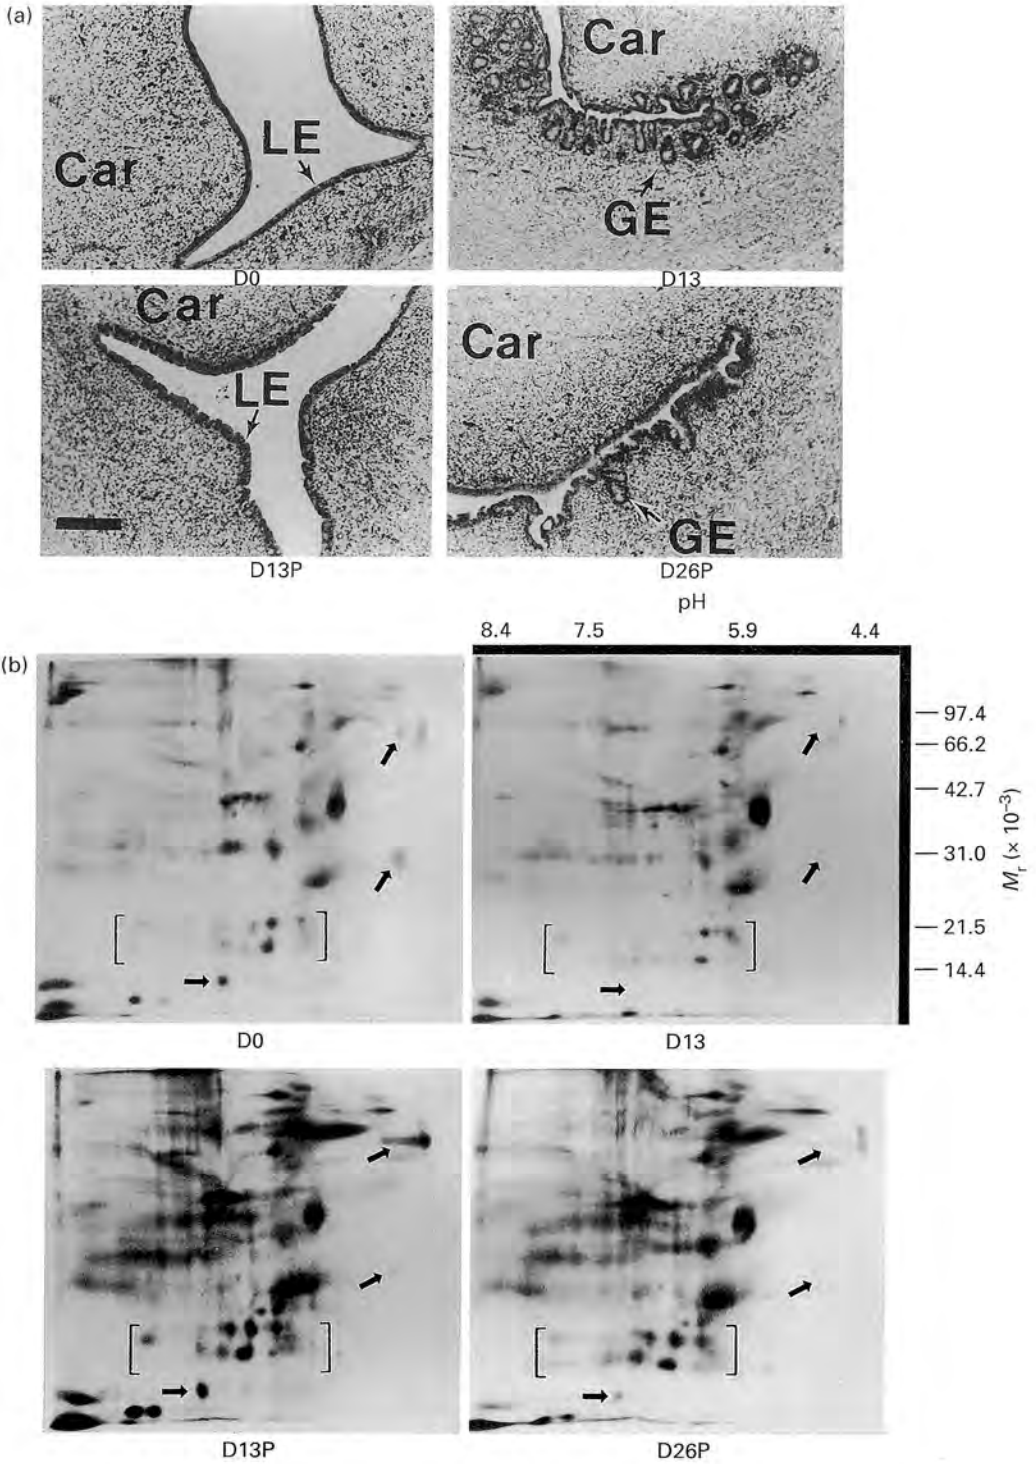 (a)
Car
LE
D0
Car
GE
D13
Car
LE
D13P
Car
GE
D26P
pH
8.4 7.5 5.9 4.4
(b)
97.4
66.2
42.7
31.0
21.5
14.4
Mr (× 10⁻³)
D0
D13
D13P
D26P